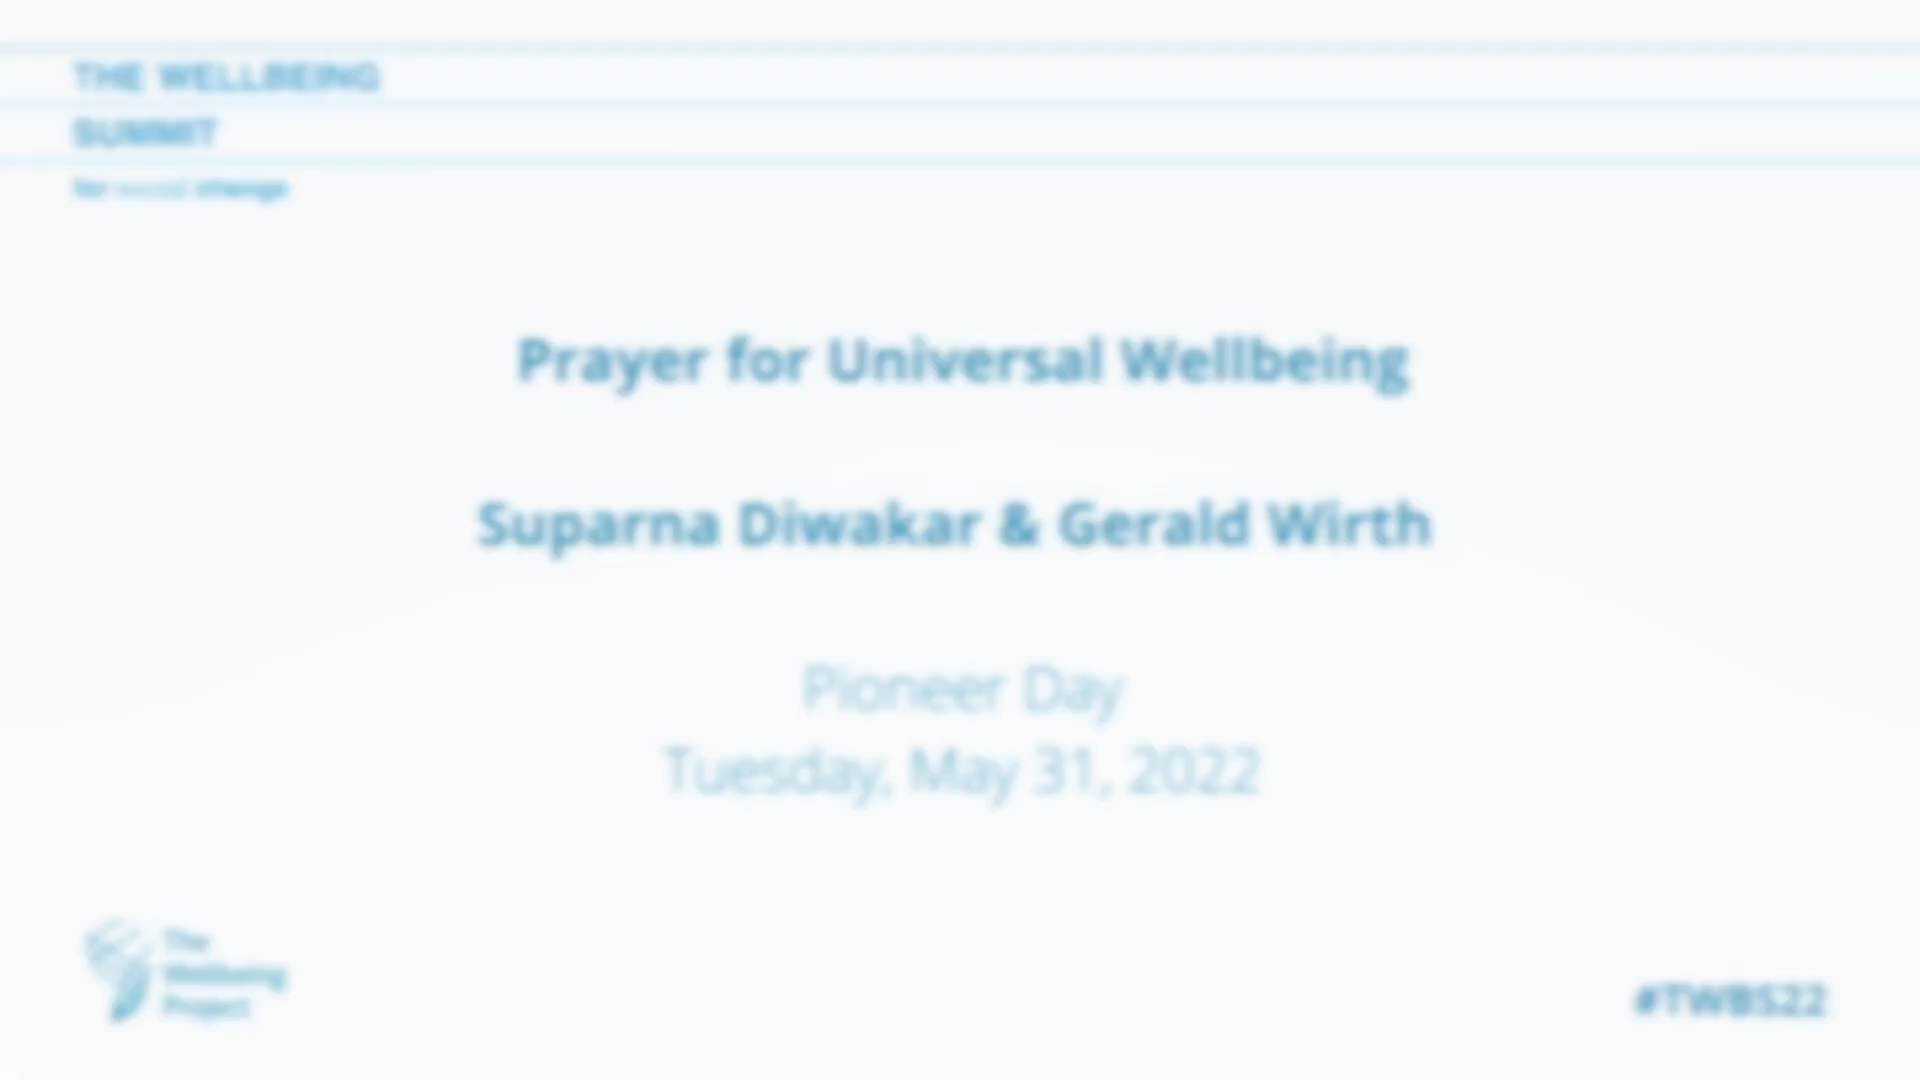 THE WELLBEING
SUMMIT
for social change
Prayer for Universal Wellbeing
Suparna Diwakar & Gerald Wirth
Pioneer Day
Tuesday, May 31, 2022
The
Wellbeing
Project
#TWBS22